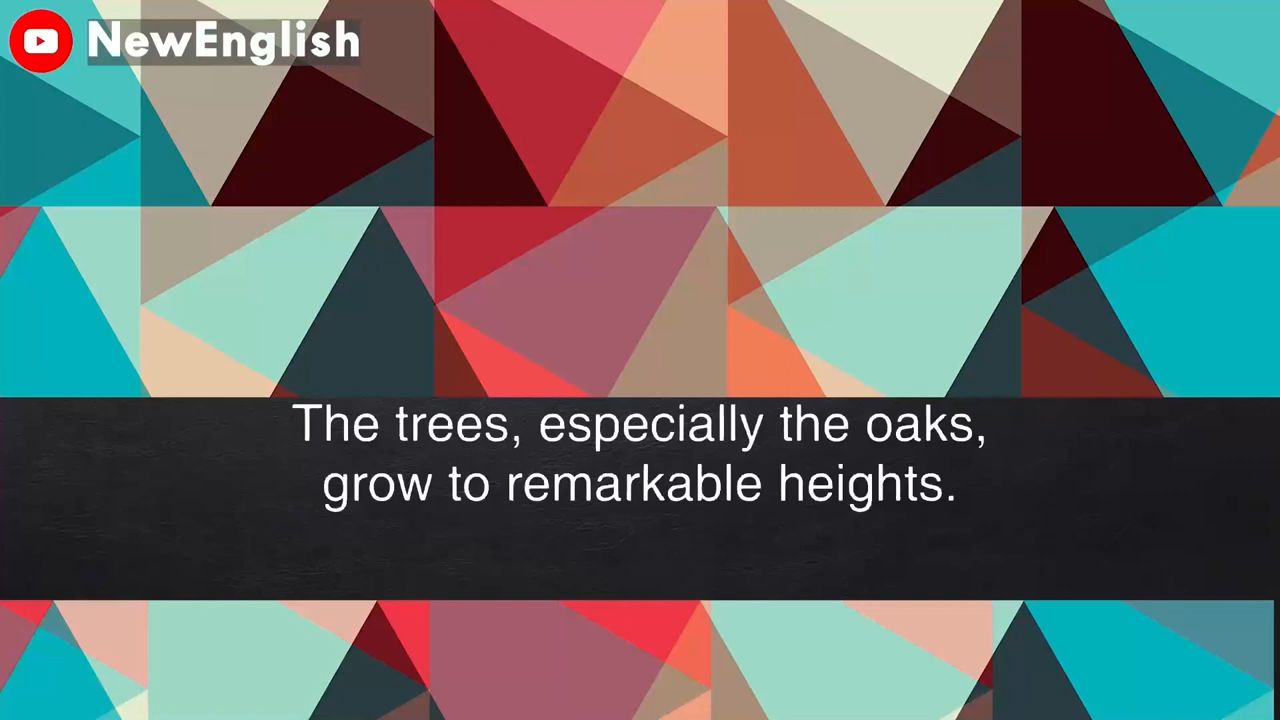 NewEnglish
The trees, especially the oaks,
grow to remarkable heights.